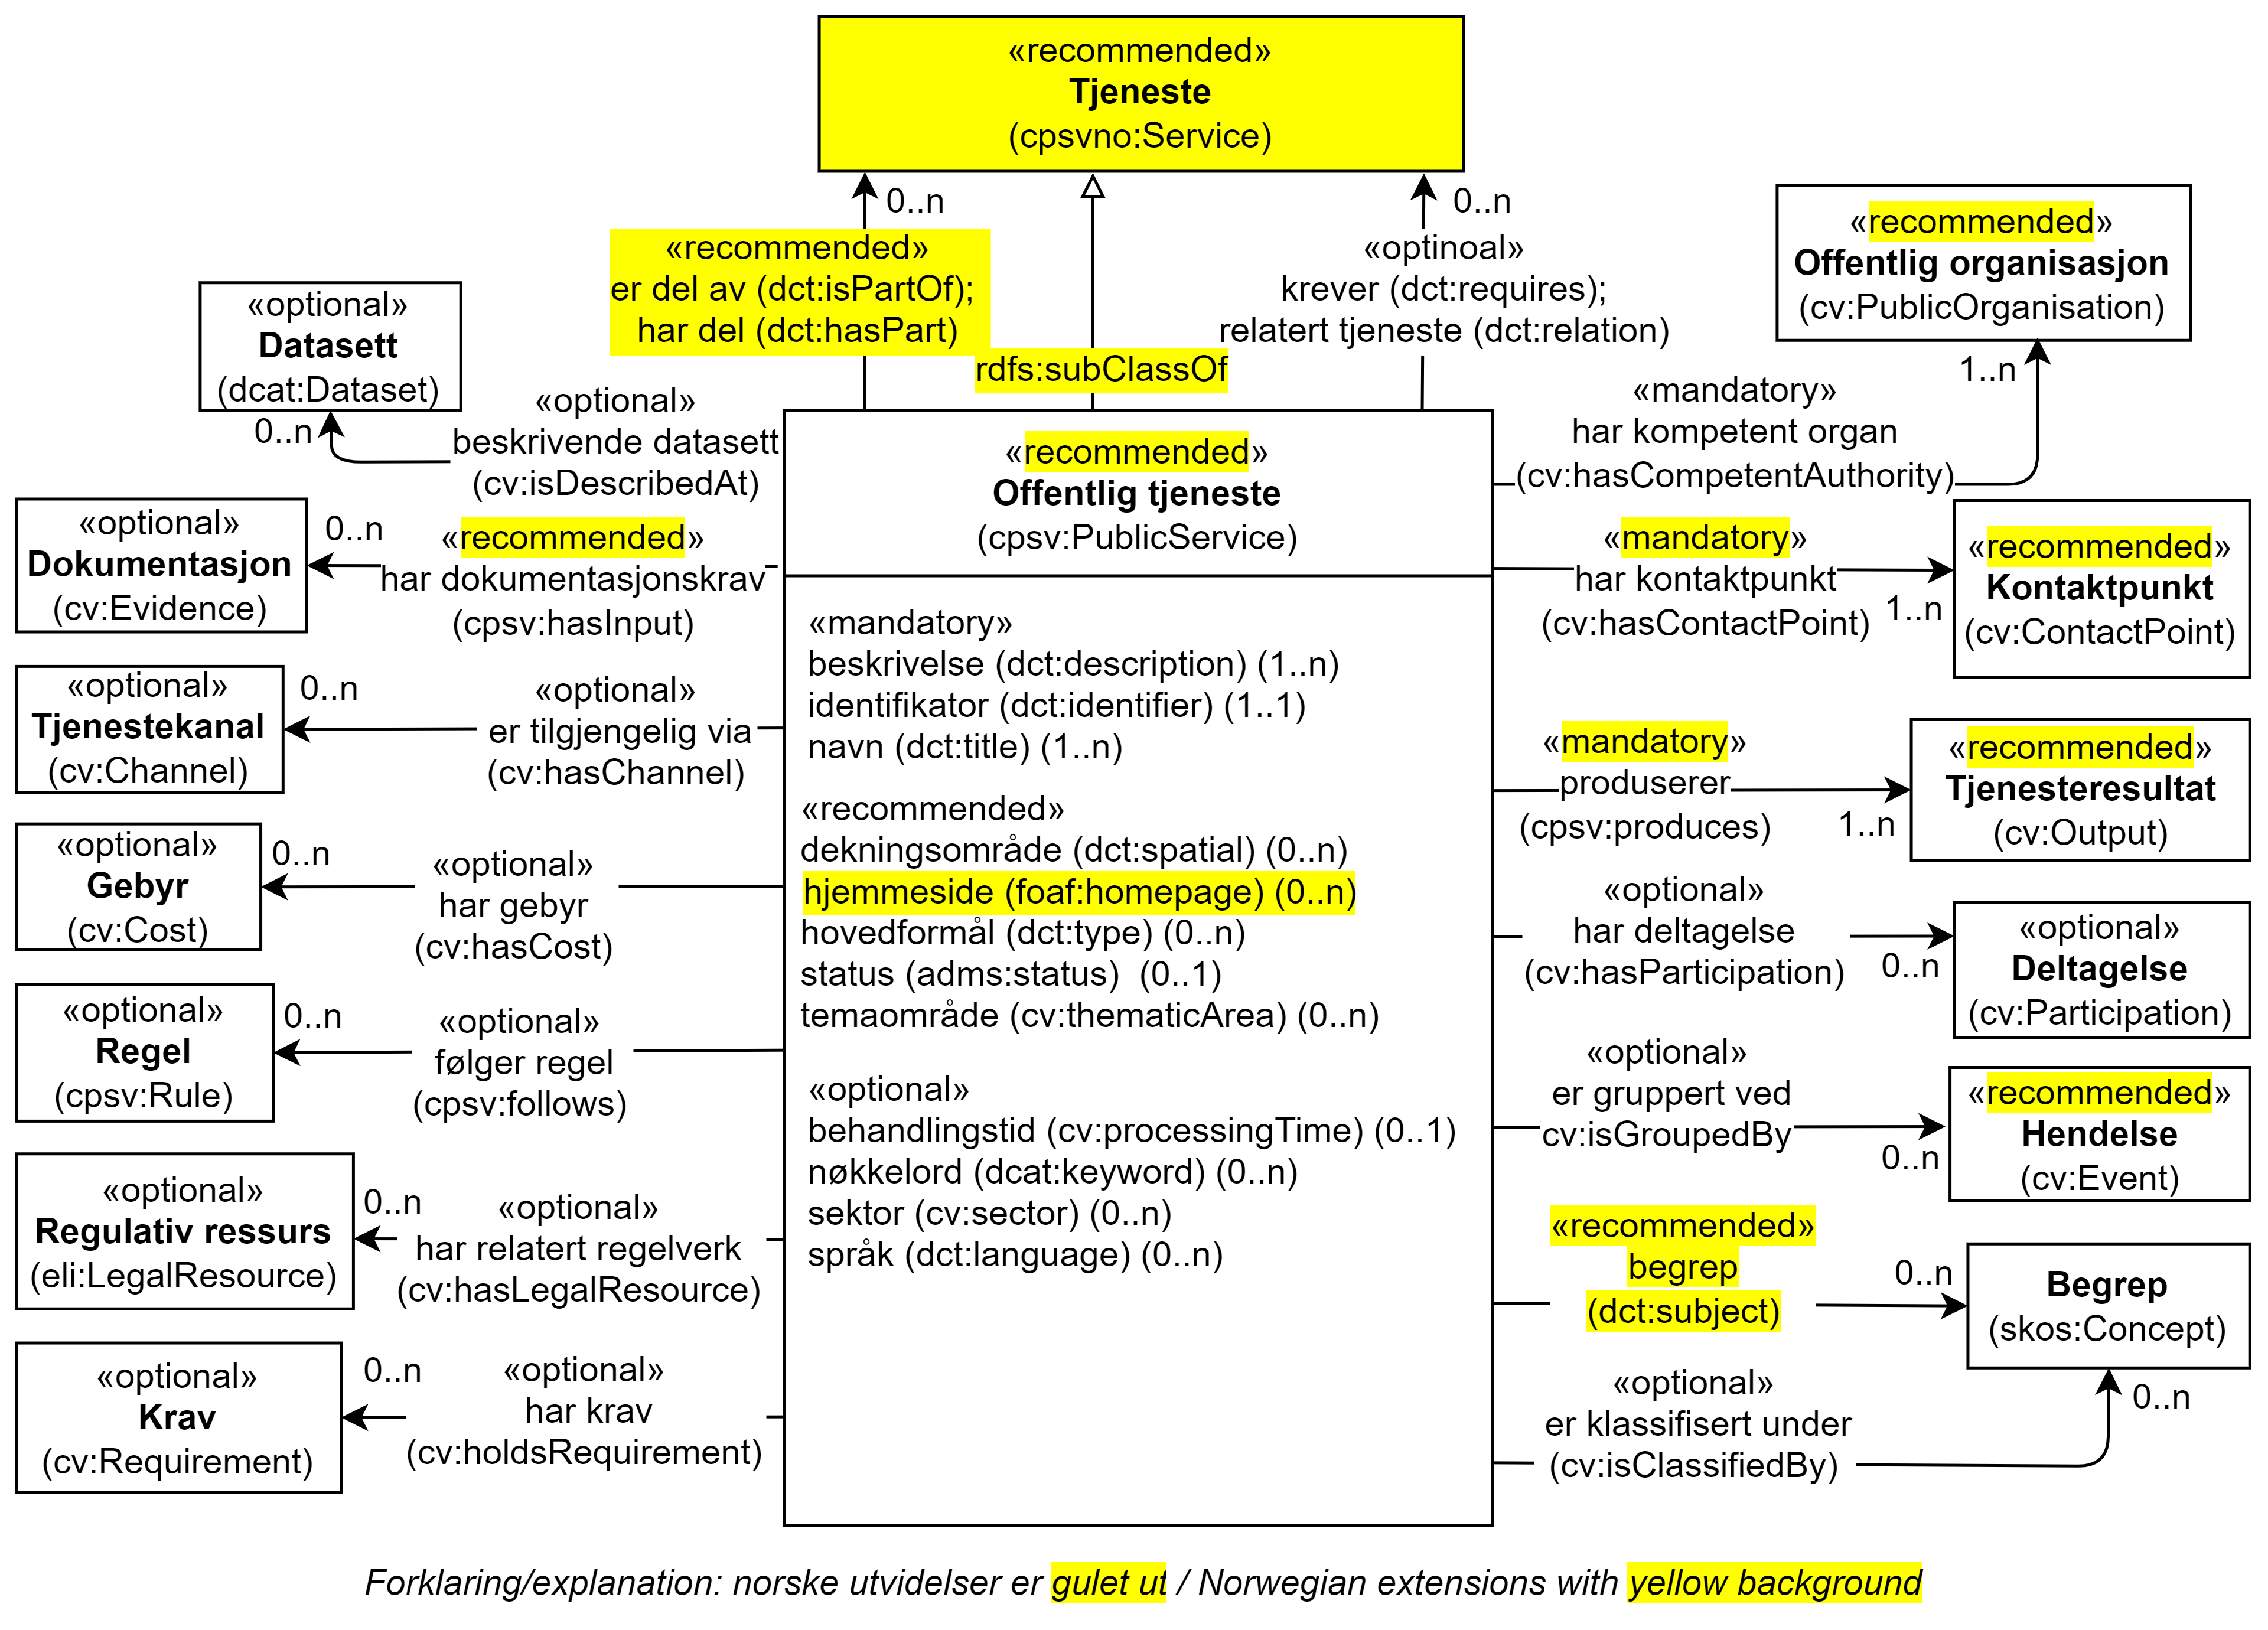 «recommended»
Tjeneste
(cpsvno:Service)
0..n
0..n
«recommended»
er del av (dct:isPartOf);
har del (dct:hasPart)
rdfs:subClassOf
«optinoal»
krever (dct:requires);
relatert tjeneste (dct:relation)
«recommended»
Offentlig organisasjon
(cv:PublicOrganisation)
1..n
«mandatory»
har kompetent organ
(cv:hasCompetentAuthority)
«optional»
Datasett
(dcat:Dataset)
0..n
«optional»
beskrivende datasett
(cv:isDescribedAt)
«optional»
Dokumentasjon
(cv:Evidence)
0..n
«recommended»
har dokumentasjonskrav
(cpsv:hasInput)
«optional»
Tjenestekanal
(cv:Channel)
0..n
«optional»
er tilgjengelig via
(cv:hasChannel)
«optional»
Gebyr
(cv:Cost)
0..n
«optional»
har gebyr
(cv:hasCost)
«optional»
Regel
(cpsv:Rule)
0..n
«optional»
følger regel
(cpsv:follows)
«optional»
Regulativ ressurs
(eli:LegalResource)
0..n
«optional»
har relatert regelverk
(cv:hasLegalResource)
«optional»
Krav
(cv:Requirement)
0..n
«optional»
har krav
(cv:holdsRequirement)
«recommended»
Offentlig tjeneste
(cpsv:PublicService)
«mandatory»
beskrivelse (dct:description) (1..n)
identifikator (dct:identifier) (1..1)
navn (dct:title) (1..n)
«recommended»
dekningsområde (dct:spatial) (0..n)
hjemmeside (foaf:homepage) (0..n)
hovedformål (dct:type) (0..n)
status (adms:status) (0..1)
temaområde (cv:thematicArea) (0..n)
«optional»
behandlingstid (cv:processingTime) (0..1)
nøkkelord (dcat:keyword) (0..n)
sektor (cv:sector) (0..n)
språk (dct:language) (0..n)
«mandatory»
har kontaktpunkt
(cv:hasContactPoint)
1..n
«recommended»
Kontaktpunkt
(cv:ContactPoint)
«mandatory»
produserer
(cpsv:produces)
1..n
«recommended»
Tjenesteresultat
(cv:Output)
«optional»
har deltagelse
(cv:hasParticipation)
0..n
«optional»
Deltagelse
(cv:Participation)
«optional»
er gruppert ved
cv:isGroupedBy
0..n
«recommended»
Hendelse
(cv:Event)
«recommended»
begrep
(dct:subject)
0..n
Begrep
(skos:Concept)
«optional»
er klassifisert under
(cv:isClassifiedBy)
0..n
Forklaring/explanation: norske utvidelser er gulet ut / Norwegian extensions with yellow background